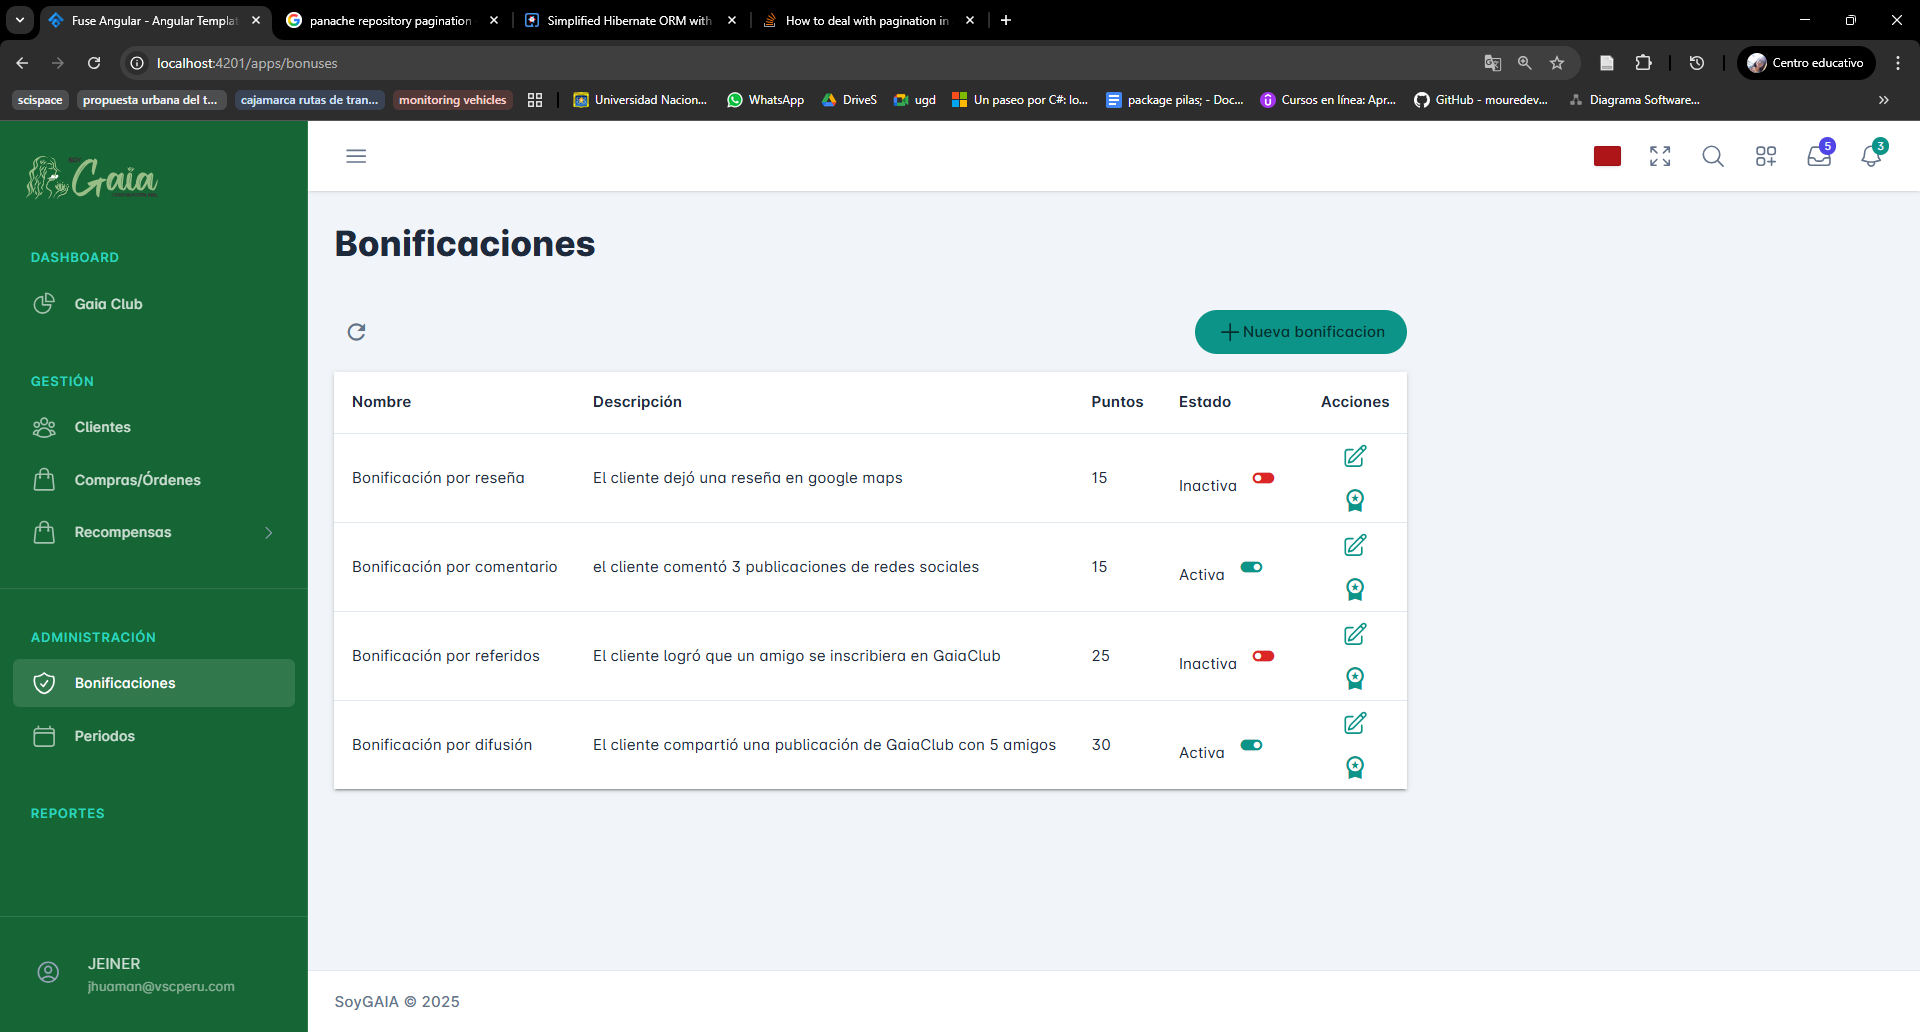 Fuse Angular - Angular Templat
panache repository pagination
Simplified Hibernate ORM with
How to deal with pagination in
localhost:4201/apps/bonuses
Centro educativo
scispace
propuesta urbana del t...
cajamarca rutas de tran...
monitoring vehicles
Universidad Nacion...
WhatsApp
DriveS
ugd
Un paseo por C#: lo...
package pilas; - Doc...
Cursos en línea: Apr...
GitHub - mouredev...
Diagrama Software...
SOY
Gaia
5
3
DASHBOARD
Gaia Club
GESTIÓN
Clientes
Compras/Órdenes
Recompensas
ADMINISTRACIÓN
Bonificaciones
Periodos
REPORTES
JEINER
jhuaman@vscperu.com
Bonificaciones
Nueva bonificacion
Nombre Descripción Puntos Estado Acciones
Bonificación por reseña El cliente dejó una reseña en google maps 15 Inactiva
Bonificación por comentario el cliente comentó 3 publicaciones de redes sociales 15 Activa
Bonificación por referidos El cliente logró que un amigo se inscribiera en GaiaClub 25 Inactiva
Bonificación por difusión El cliente compartió una publicación de GaiaClub con 5 amigos 30 Activa
SoyGAIA © 2025